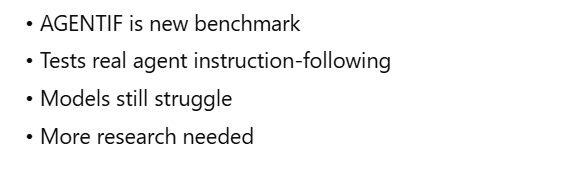 • AGENTIF is new benchmark
• Tests real agent instruction-following
• Models still struggle
• More research needed